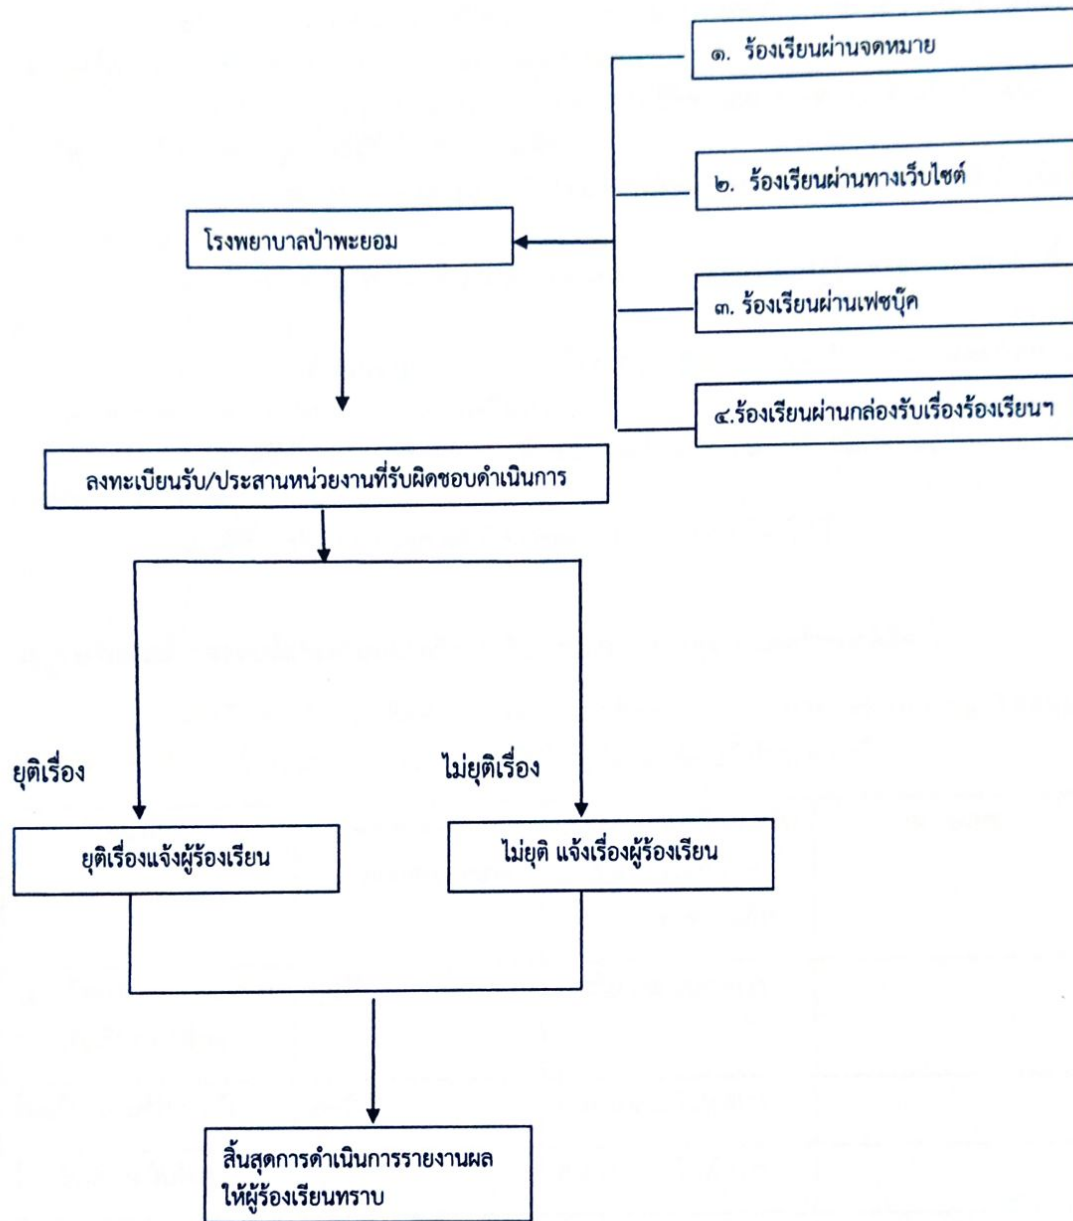 ๑. ร้องเรียนผ่านจดหมาย
๒. ร้องเรียนผ่านทางเว็บไซต์
โรงพยาบาลป่าพะยอม
๓. ร้องเรียนผ่านเฟซบุ๊ค
๔.ร้องเรียนผ่านกล่องรับเรื่องร้องเรียนฯ
ลงทะเบียนรับ/ประสานหน่วยงานที่รับผิดชอบดำเนินการ
ยุติเรื่อง
ไม่ยุติเรื่อง
ยุติเรื่องแจ้งผู้ร้องเรียน
ไม่ยุติ แจ้งเรื่องผู้ร้องเรียน
สิ้นสุดการดำเนินการรายงานผล
ให้ผู้ร้องเรียนทราบ